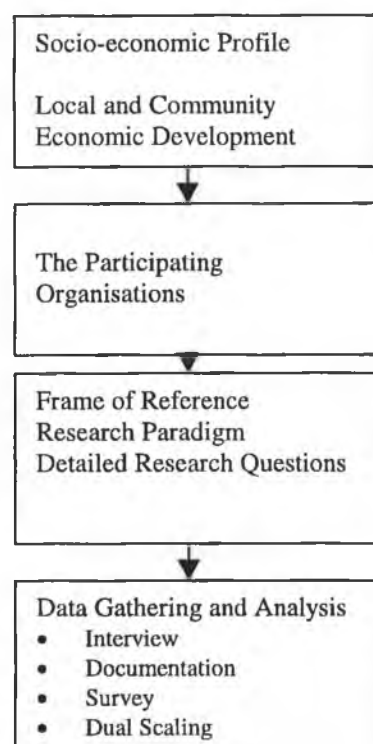 Socio-economic Profile
Local and Community
Economic Development
The Participating
Organisations
Frame of Reference
Research Paradigm
Detailed Research Questions
Data Gathering and Analysis
• Interview
• Documentation
• Survey
• Dual Scaling